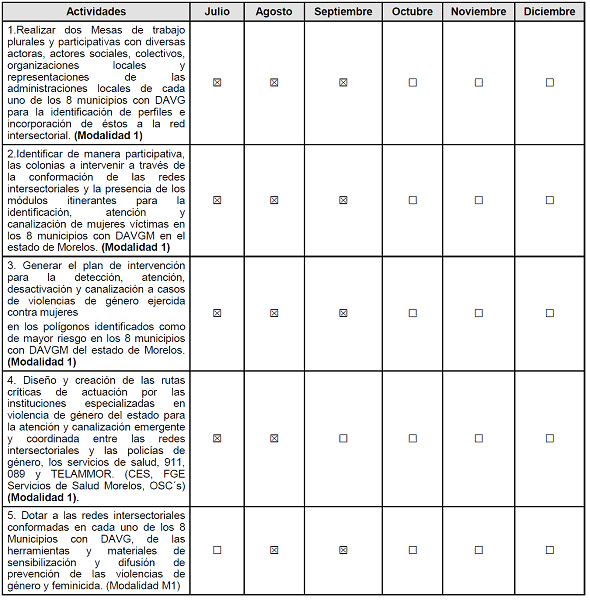 Actividades Julio Agosto Septiembre Octubre Noviembre Diciembre
1.Realizar dos Mesas de trabajo
plurales y participativas con diversas
actoras, actores sociales, colectivos,
organizaciones locales y
representaciones de las
administraciones locales de cada
uno de los 8 municipios con DAVG
para la identificación de perfiles e
incorporación de éstos a la red
intersectorial. (Modalidad 1)
☒ ☒ ☒ ☐ ☐ ☐
2.Identificar de manera participativa,
las colonias a intervenir a través de
la conformación de las redes
intersectoriales y la presencia de los
módulos itinerantes para la
identificación, atención y
canalización de mujeres víctimas en
los 8 municipios con DAVGM en el
estado de Morelos. (Modalidad 1)
☒ ☒ ☒ ☐ ☐ ☐
3. Generar el plan de intervención
para la detección, atención,
desactivación y canalización a casos
de violencias de género ejercida
contra mujeres
en los polígonos identificados como
de mayor riesgo en los 8 municipios
con DAVGM del estado de Morelos.
(Modalidad 1)
☒ ☒ ☒ ☐ ☐ ☐
4. Diseño y creación de las rutas
críticas de actuación por las
instituciones especializadas en
violencia de género del estado para
la atención y canalización emergente
y coordinada entre las redes
intersectoriales y las policías de
género, los servicios de salud, 911,
089 y TELAMMOR. (CES, FGE
Servicios de Salud Morelos, OSC´s)
(Modalidad 1).
☒ ☒ ☐ ☐ ☐ ☐
5. Dotar a las redes intersectoriales
conformadas en cada uno de los 8
Municipios con DAVG, de las
herramientas y materiales de
sensibilización y difusión de
prevención de las violencias de
género y feminicida. (Modalidad M1)
☐ ☒ ☒ ☐ ☐ ☐